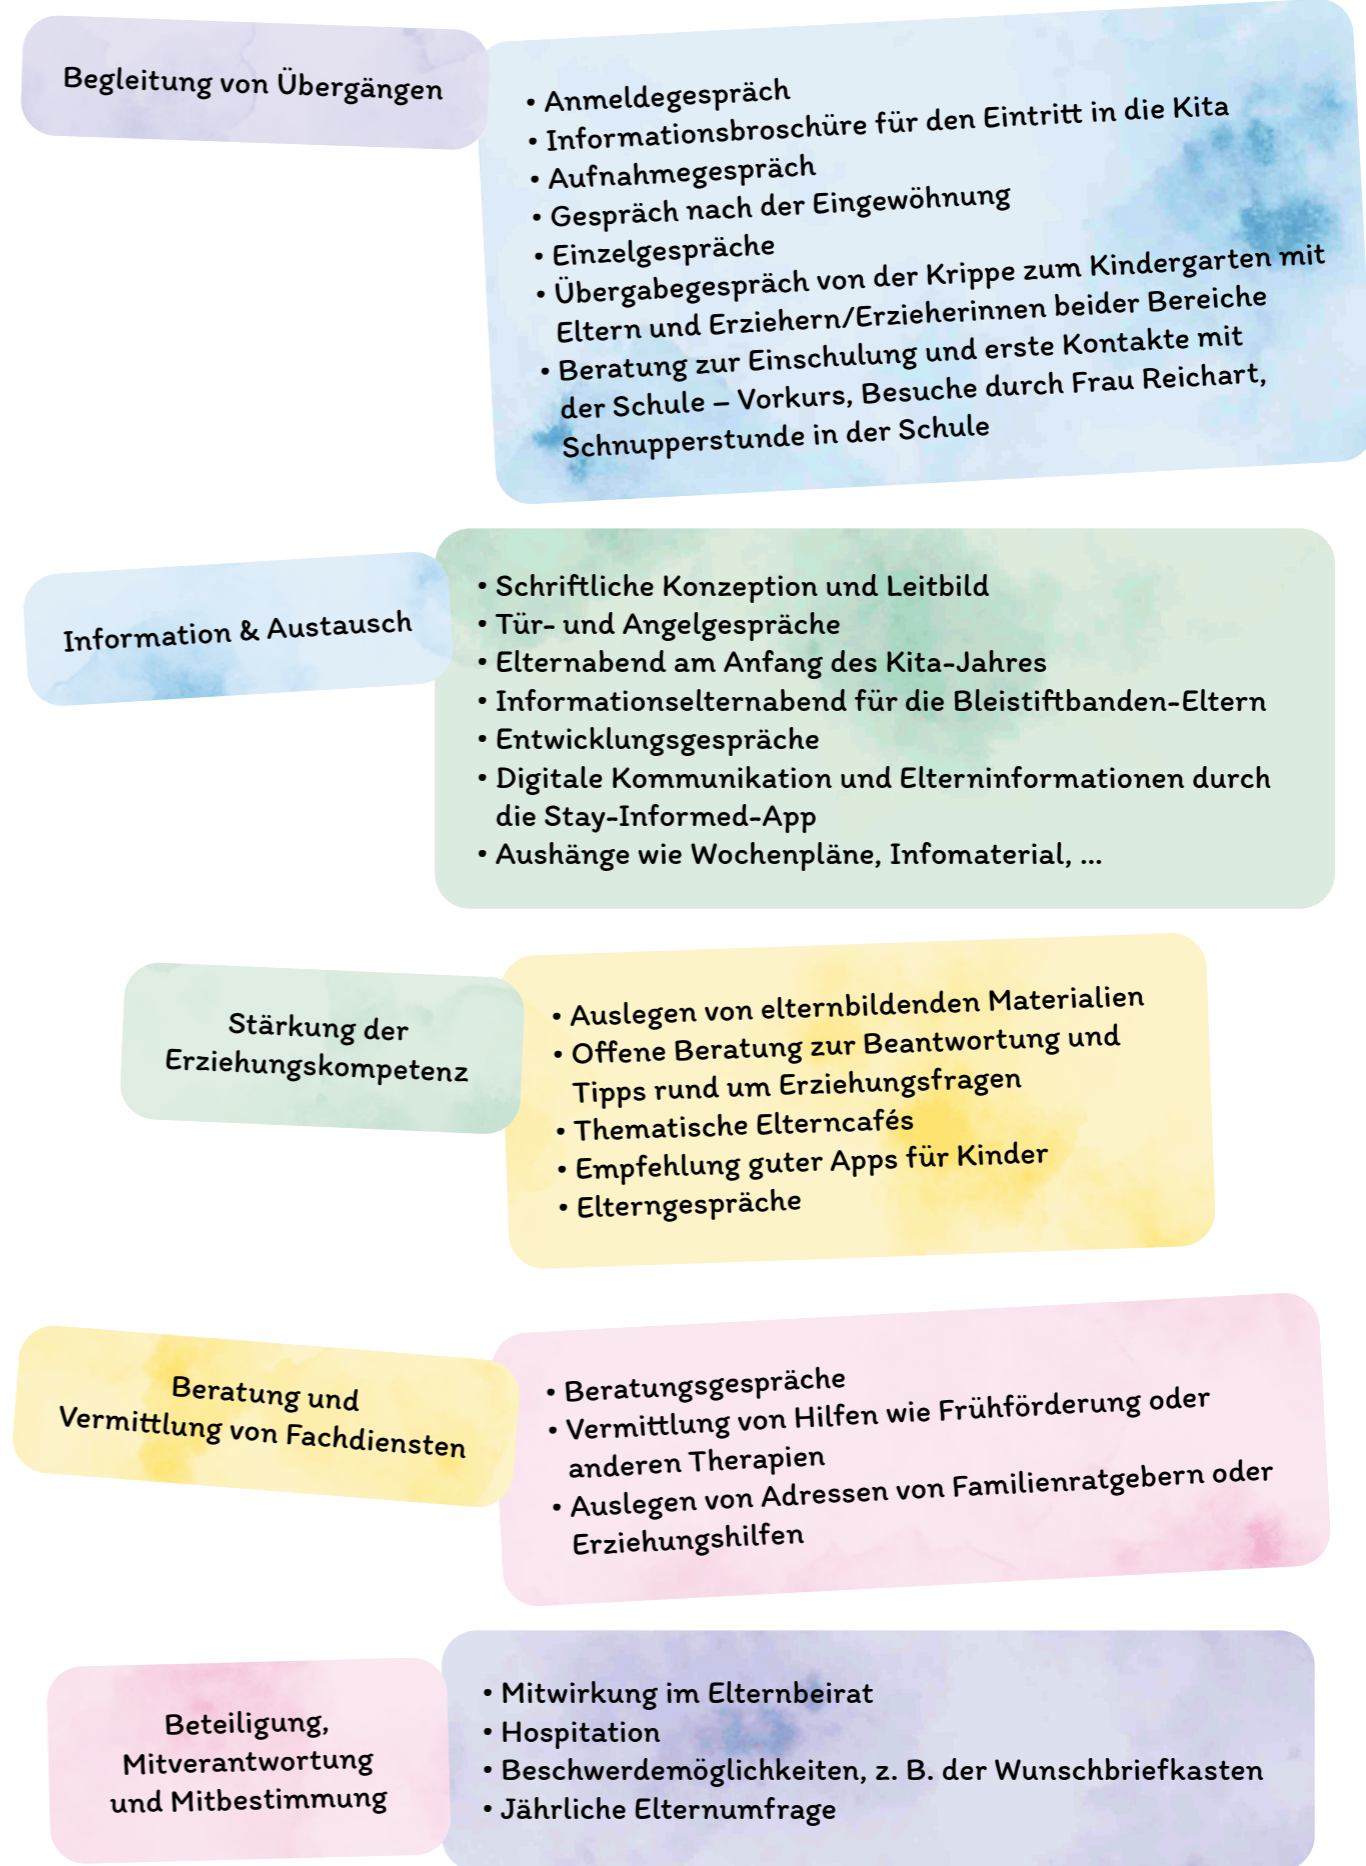 Begleitung von Übergängen
• Anmeldegespräch
• Informationsbroschüre für den Eintritt in die Kita
• Aufnahmegespräch
• Gespräch nach der Eingewöhnung
• Einzelgespräche
• Übergabegespräch von der Krippe zum Kindergarten mit
Eltern und Erziehern/Erzieherinnen beider Bereiche
• Beratung zur Einschulung und erste Kontakte mit
der Schule – Vorkurs, Besuche durch Frau Reichart,
Schnupperstunde in der Schule
Information & Austausch
• Schriftliche Konzeption und Leitbild
• Tür- und Angelgespräche
• Elternabend am Anfang des Kita-Jahres
• Informationselternabend für die Bleistiftbanden-Eltern
• Entwicklungsgespräche
• Digitale Kommunikation und Elterninformationen durch
die Stay-Informed-App
• Aushänge wie Wochenpläne, Infomaterial, ...
Stärkung der
Erziehungskompetenz
• Auslegen von elternbildenden Materialien
• Offene Beratung zur Beantwortung und
Tipps rund um Erziehungsfragen
• Thematische Elterncafés
• Empfehlung guter Apps für Kinder
• Elterngespräche
Beratung und
Vermittlung von Fachdiensten
• Beratungsgespräche
• Vermittlung von Hilfen wie Frühförderung oder
anderen Therapien
• Auslegen von Adressen von Familienratgebern oder
Erziehungshilfen
Beteiligung,
Mitverantwortung
und Mitbestimmung
• Mitwirkung im Elternbeirat
• Hospitation
• Beschwerdemöglichkeiten, z. B. der Wunschbriefkasten
• Jährliche Elternumfrage